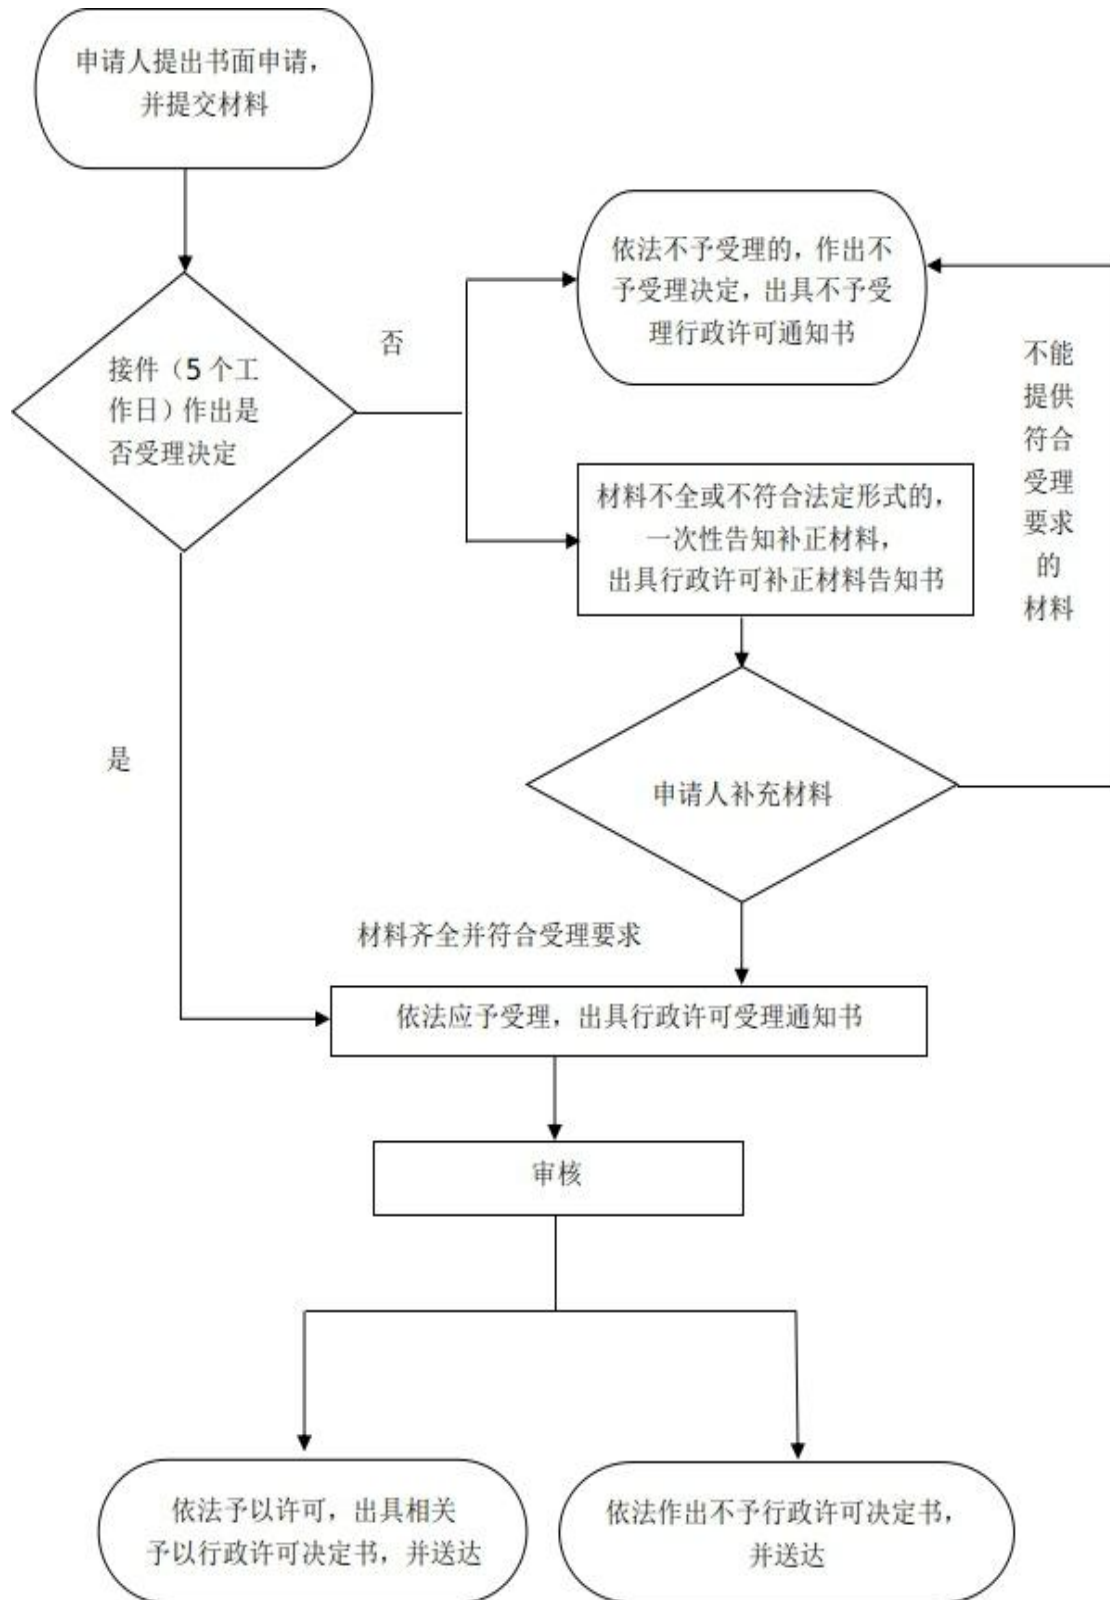 申请人提出书面申请，
并提交材料
依法不予受理的，作出不
予受理决定，出具不予受
理行政许可通知书
否
接件（5 个工
作日）作出是
否受理决定
不能
提供
符合
受理
要求
的
材料
材料不全或不符合法定形式的，
一次性告知补正材料，
出具行政许可补正材料告知书
是
申请人补充材料
材料齐全并符合受理要求
依法应予受理，出具行政许可受理通知书
审核
依法予以许可，出具相关
予以行政许可决定书，并送达
依法作出不予行政许可决定书，
并送达